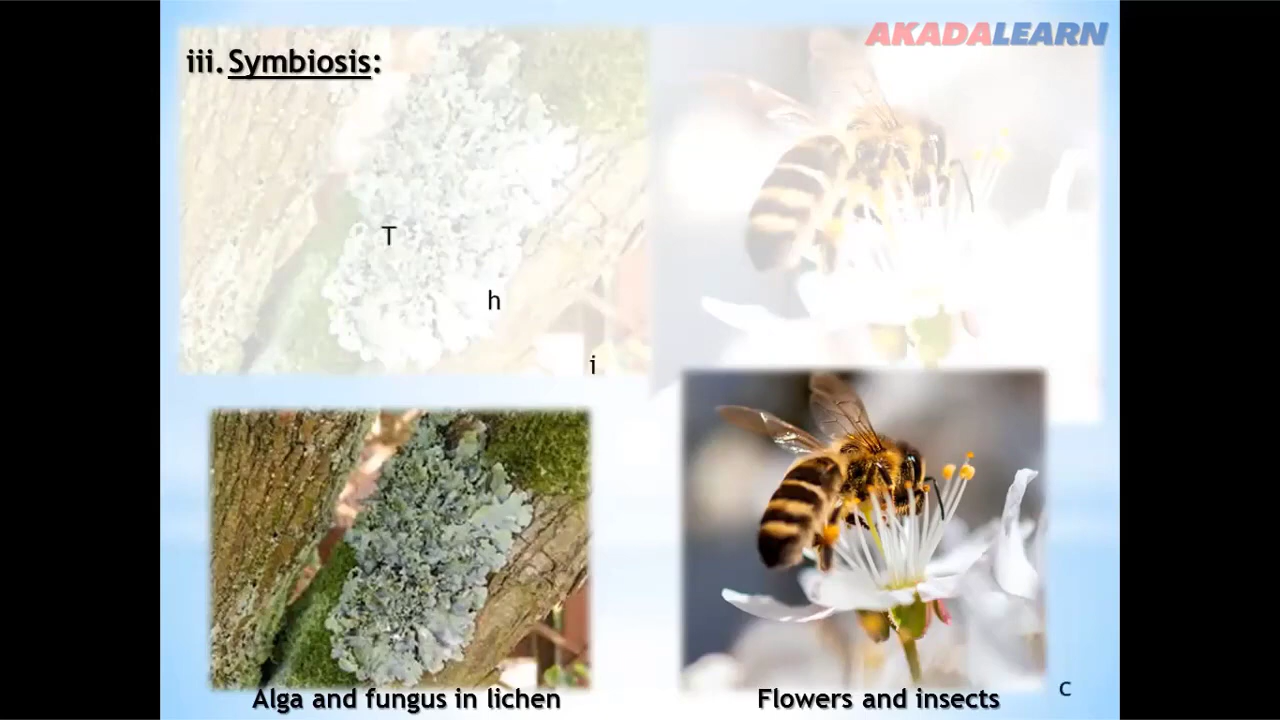 AKADALEARN
iii. Symbiosis:
T
h
i
Alga and fungus in lichen
Flowers and insects
C